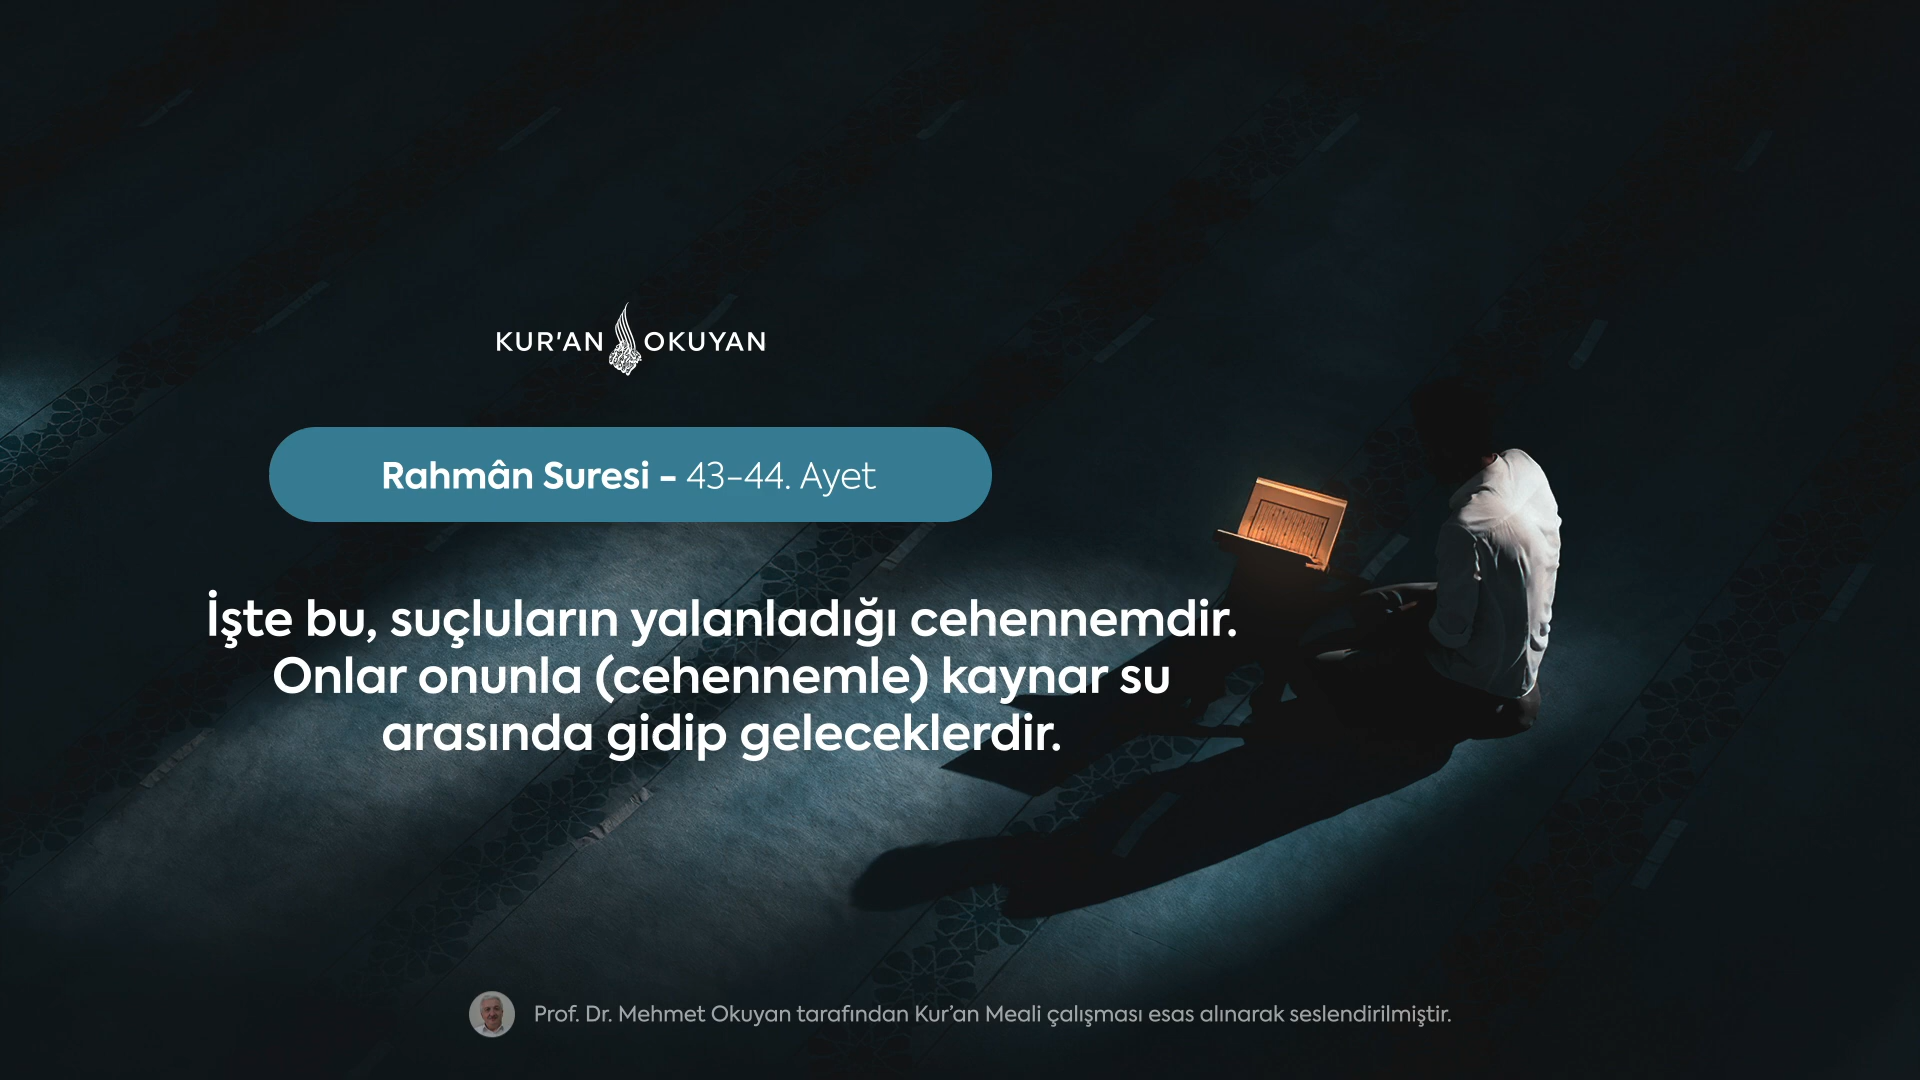 KUR'AN OKUYAN
Rahmân Suresi - 43-44. Ayet
İşte bu, suçluların yalanladığı cehennemdir.
Onlar onunla (cehennemle) kaynar su
arasında gidip geleceklerdir.
Prof. Dr. Mehmet Okuyan tarafından Kur’an Meali çalışması esas alınarak seslendirilmiştir.